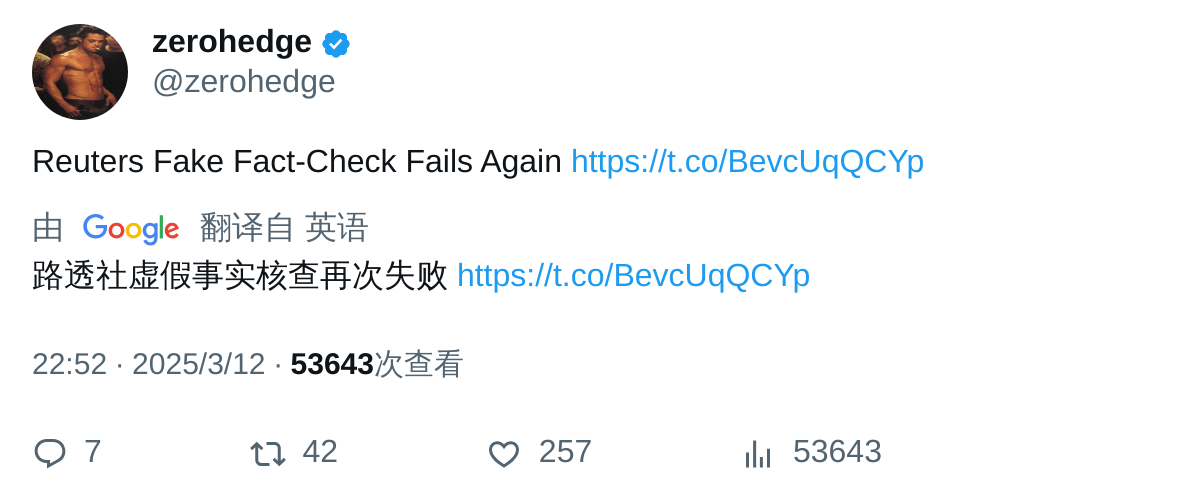 zerohedge
@zerohedge
Reuters Fake Fact-Check Fails Again https://t.co/BevcUqQCYp
由 Google 翻译自 英语
路透社虚假事实核查再次失败 https://t.co/BevcUqQCYp
22:52 · 2025/3/12 · 53643次查看
7 42 257 53643